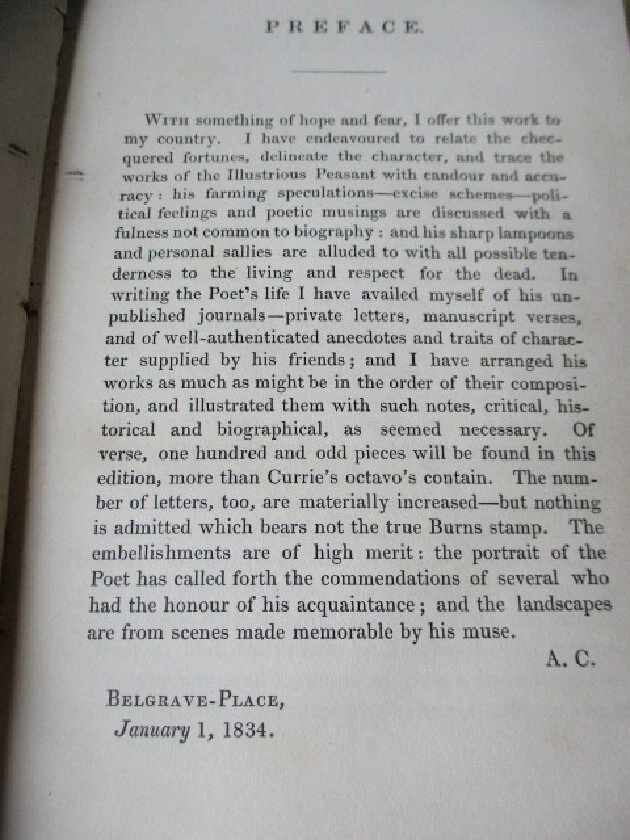 PREFACE.
WITH something of hope and fear, I offer this work to
my country. I have endeavoured to relate the chec-
quered fortunes, delineate the character, and trace the
works of the Illustrious Peasant with candour and accu-
racy: his farming speculations—excise schemes—poli-
tical feelings and poetic musings are discussed with a
fulness not common to biography: and his sharp lampoons
and personal sallies are alluded to with all possible ten-
derness to the living and respect for the dead. In
writing the Poet's life I have availed myself of his un-
published journals—private letters, manuscript verses,
and of well-authenticated anecdotes and traits of charac-
ter supplied by his friends; and I have arranged his
works as much as might be in the order of their composi-
tion, and illustrated them with such notes, critical, his-
torical and biographical, as seemed necessary. Of
verse, one hundred and odd pieces will be found in this
edition, more than Currie's octavo's contain. The num-
ber of letters, too, are materially increased—but nothing
is admitted which bears not the true Burns stamp. The
embellishments are of high merit: the portrait of the
Poet has called forth the commendations of several who
had the honour of his acquaintance; and the landscapes
are from scenes made memorable by his muse.
A. C.
BELGRAVE-PLACE,
January 1, 1834.